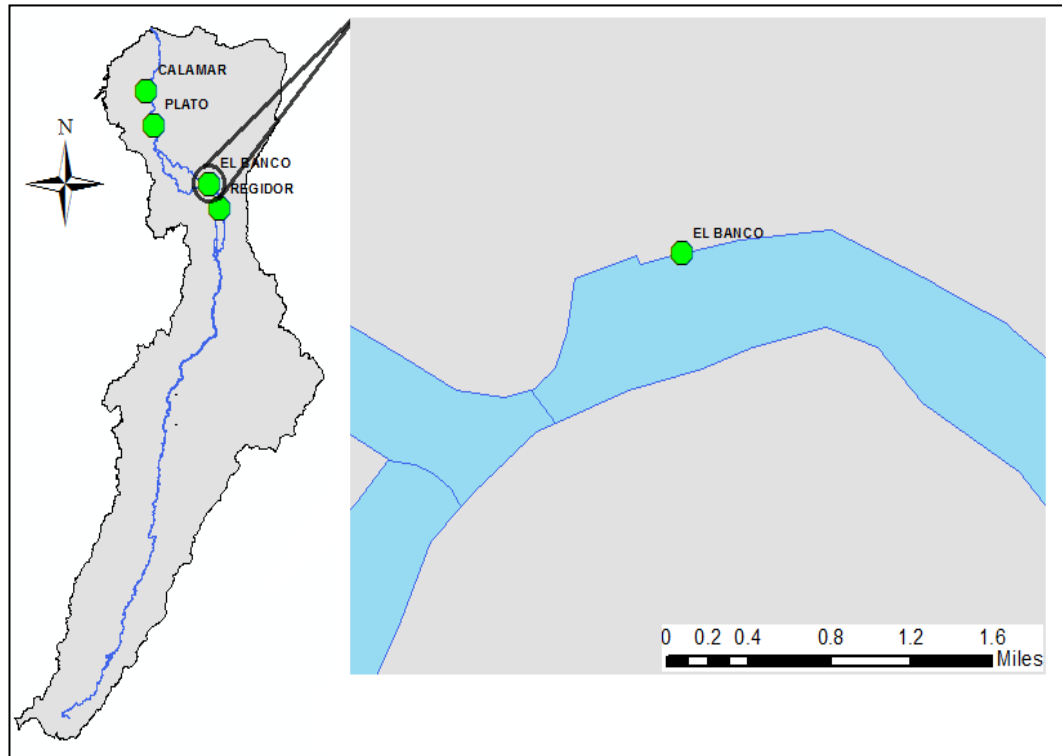 CALAMAR
PLATO
N
EL BANCO
REGIDOR
EL BANCO
0 0.2 0.4 0.8 1.2 1.6
Miles